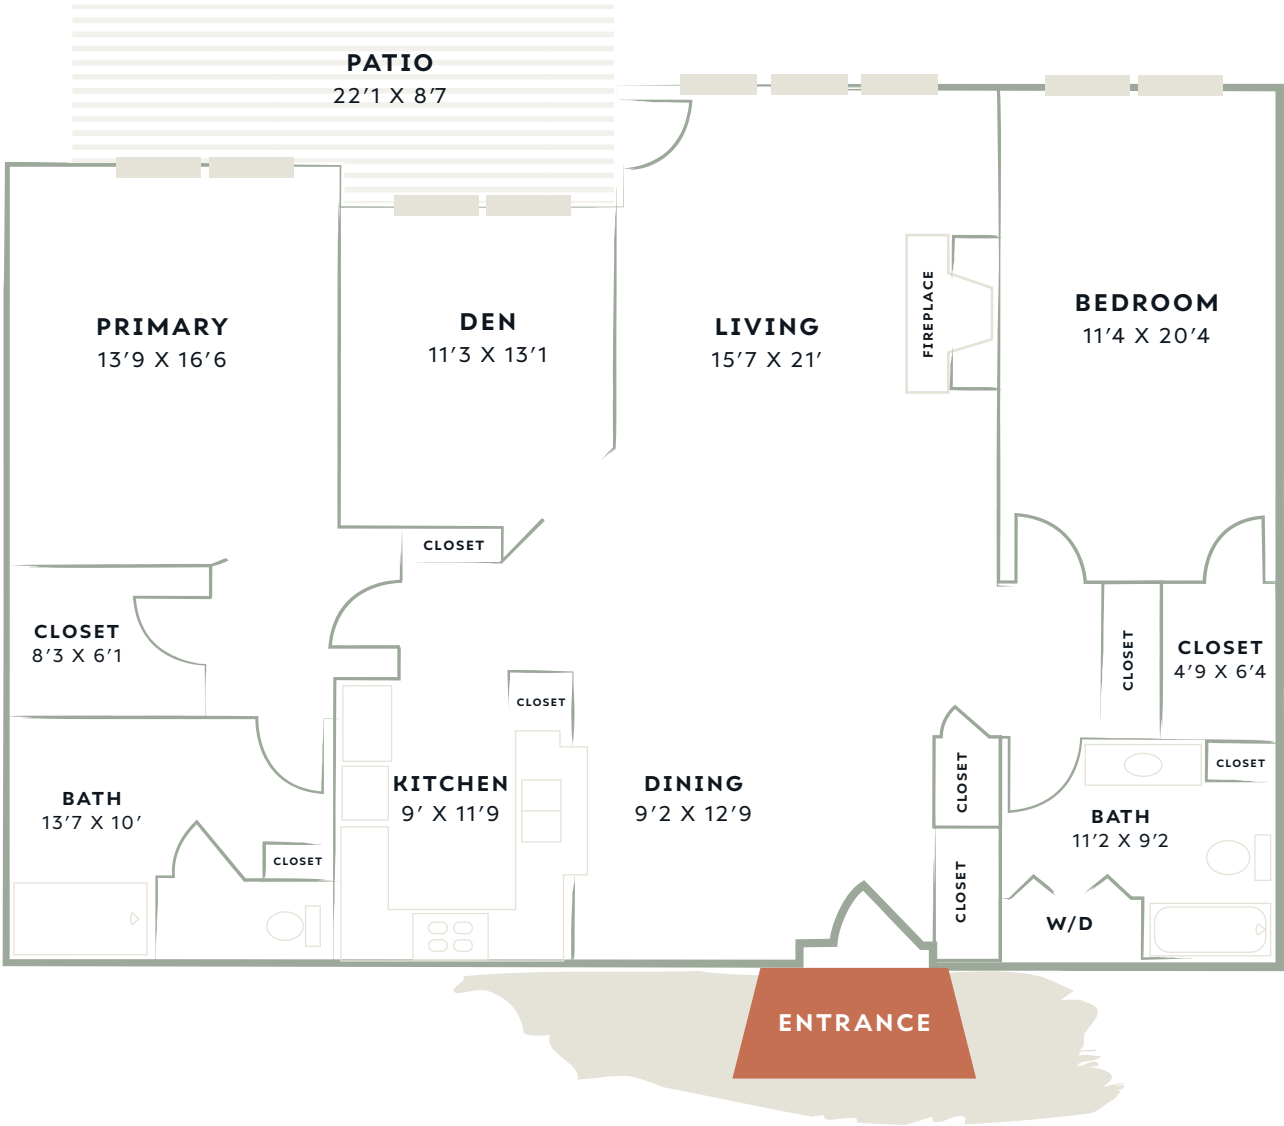 PATIO
22'1 X 8'7
PRIMARY
13'9 X 16'6
DEN
11'3 X 13'1
LIVING
15'7 X 21'
FIREPLACE
BEDROOM
11'4 X 20'4
CLOSET
CLOSET
8'3 X 6'1
CLOSET
CLOSET
4'9 X 6'4
CLOSET
KITCHEN
9' X 11'9
DINING
9'2 X 12'9
CLOSET
CLOSET
BATH
13'7 X 10'
BATH
11'2 X 9'2
CLOSET
CLOSET
W/D
ENTRANCE